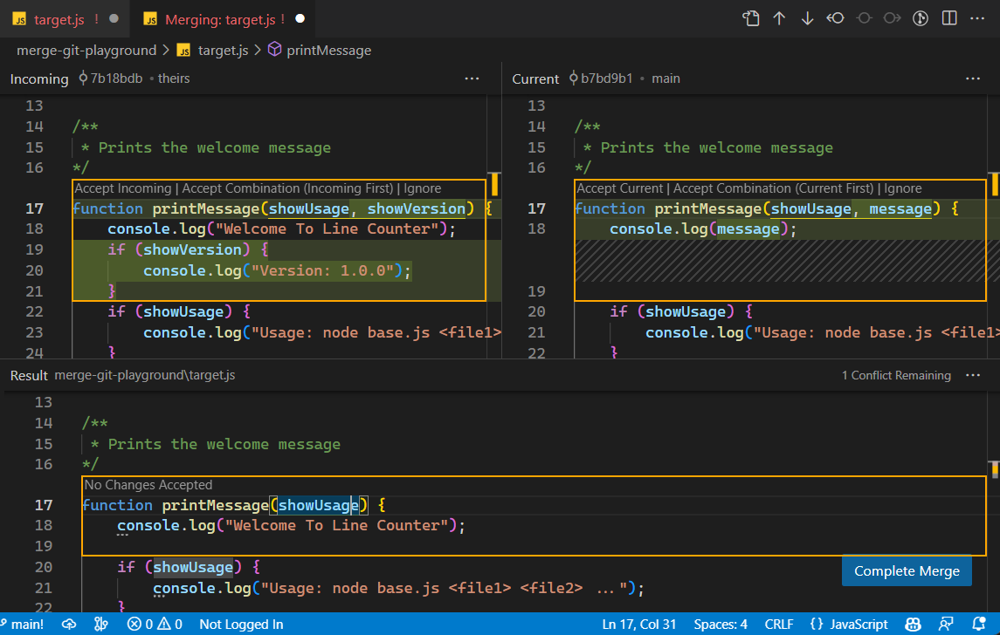 JS target.js ! ● JS Merging: target.js ! ●
merge-git-playground > JS target.js > printMessage
Incoming 7b18bdb • theirs ...
13
14 /**
15 * Prints the welcome message
16 */
Accept Incoming | Accept Combination (Incoming First) | Ignore
17 function printMessage(showUsage, showVersion) {
18 console.log("Welcome To Line Counter");
19 if (showVersion) {
20 console.log("Version: 1.0.0");
21 }
22 if (showUsage) {
23 console.log("Usage: node base.js <file1>
24 }
Current b7bd9b1 • main ...
13
14 /**
15 * Prints the welcome message
16 */
Accept Current | Accept Combination (Current First) | Ignore
17 function printMessage(showUsage, message) {
18 console.log(message);
19
20 if (showUsage) {
21 console.log("Usage: node base.js <file1>
22 }
Result merge-git-playground\target.js 1 Conflict Remaining ...
13
14 /**
15 * Prints the welcome message
16 */
No Changes Accepted
17 function printMessage(showUsage) {
18 console.log("Welcome To Line Counter");
19
20 if (showUsage) {
21 console.log("Usage: node base.js <file1> <file2> ...");
22 }
Complete Merge
main! 0 0 Not Logged In Ln 17, Col 31 Spaces: 4 CRLF {} JavaScript